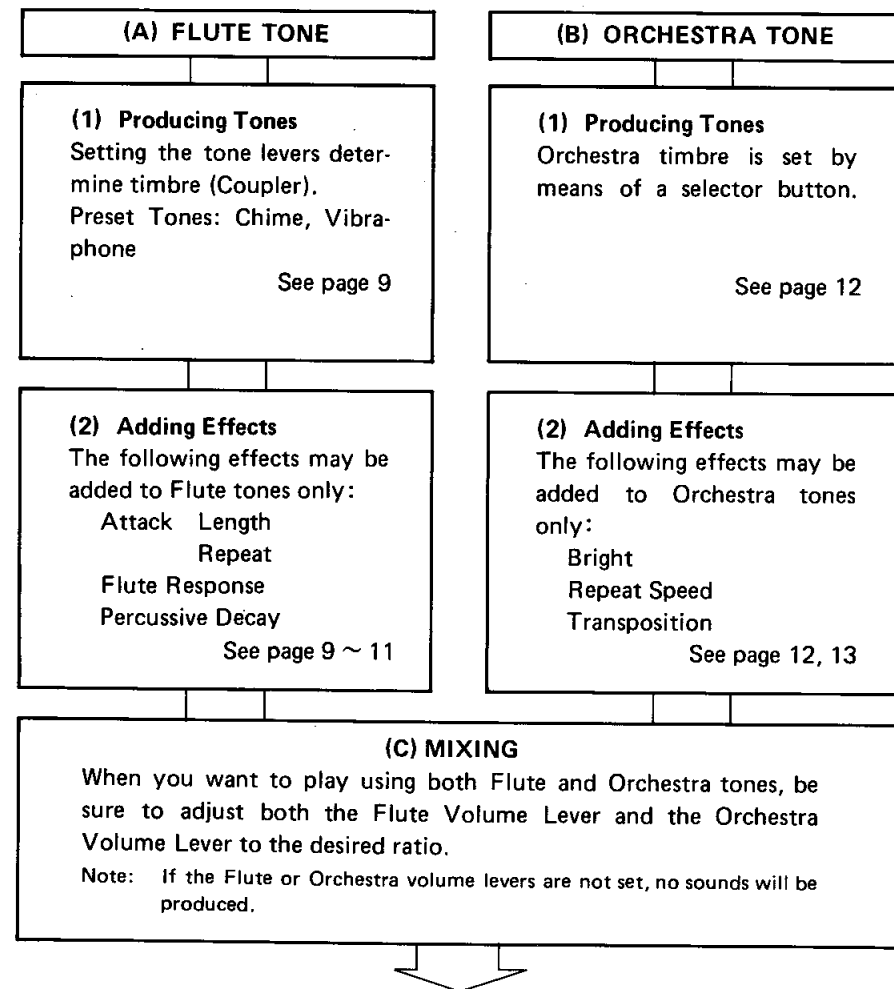 (A) FLUTE TONE
(1) Producing Tones
Setting the tone levers deter-
mine timbre (Coupler).
Preset Tones: Chime, Vibra-
phone
See page 9
(2) Adding Effects
The following effects may be
added to Flute tones only:
Attack Length
Repeat
Flute Response
Percussive Decay
See page 9 ~ 11
(B) ORCHESTRA TONE
(1) Producing Tones
Orchestra timbre is set by
means of a selector button.
See page 12
(2) Adding Effects
The following effects may be
added to Orchestra tones
only:
Bright
Repeat Speed
Transposition
See page 12, 13
(C) MIXING
When you want to play using both Flute and Orchestra tones, be
sure to adjust both the Flute Volume Lever and the Orchestra
Volume Lever to the desired ratio.
Note: If the Flute or Orchestra volume levers are not set, no sounds will be
produced.